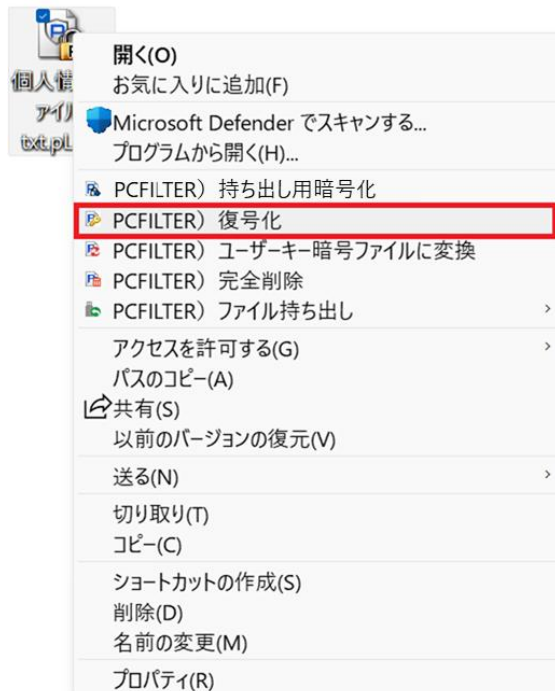 個人情
ァイル
txt.pL
開く(O)
お気に入りに追加(F)
Microsoft Defender でスキャンする...
プログラムから開く(H)...
PCFILTER）持ち出し用暗号化
PCFILTER）復号化
PCFILTER）ユーザーキー暗号ファイルに変換
PCFILTER）完全削除
PCFILTER）ファイル持ち出し
アクセスを許可する(G)
パスのコピー(A)
共有(S)
以前のバージョンの復元(V)
送る(N)
切り取り(T)
コピー(C)
ショートカットの作成(S)
削除(D)
名前の変更(M)
プロパティ(R)